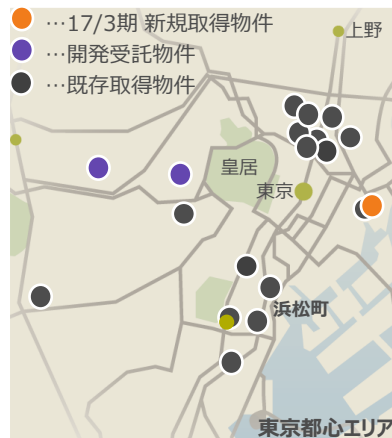 …17/3期 新規取得物件
…開発受託物件
…既存取得物件
上野
皇居
東京
浜松町
東京都心エリア